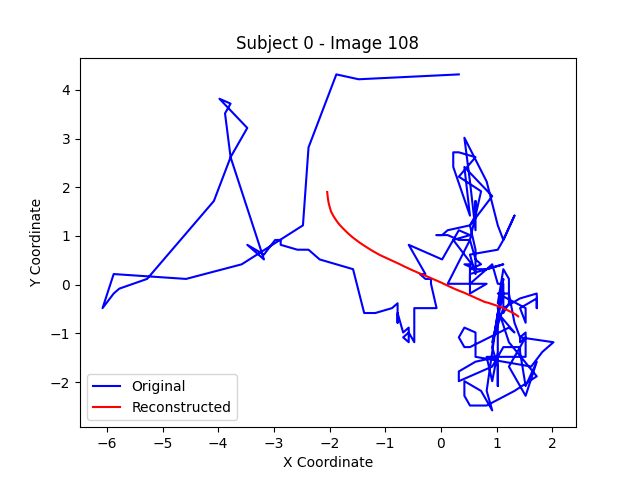 Subject 0 - Image 108
Y Coordinate
4
3
2
1
0
−1
−2
Original
Reconstructed
−6 −5 −4 −3 −2 −1 0 1 2
X Coordinate